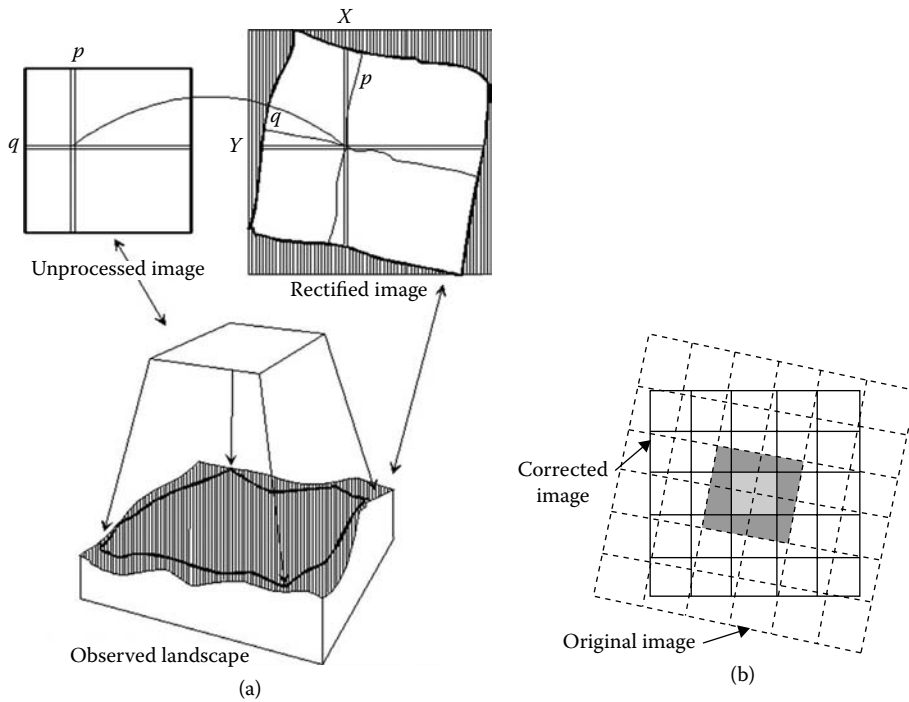 X
p
p
q
q
Y
Unprocessed image
Rectified image
Observed landscape
(a)
Corrected
image
Original image
(b)